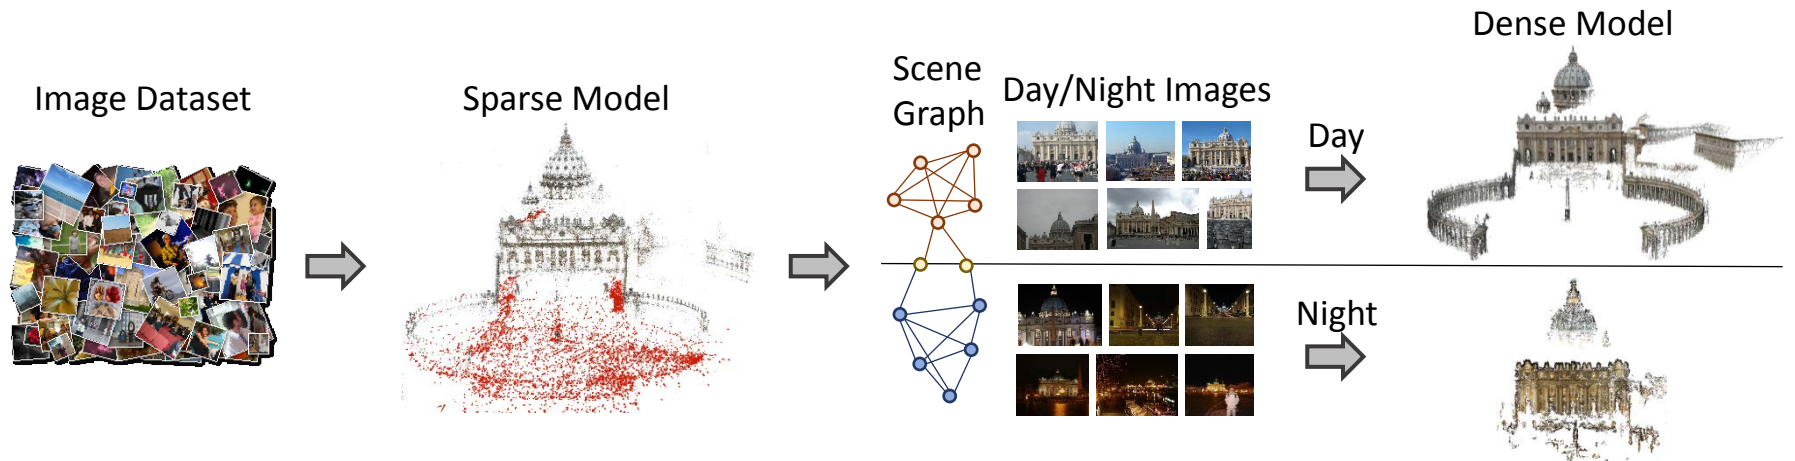 Image Dataset
Sparse Model
Scene
Graph
Day/Night Images
Day
Night
Dense Model